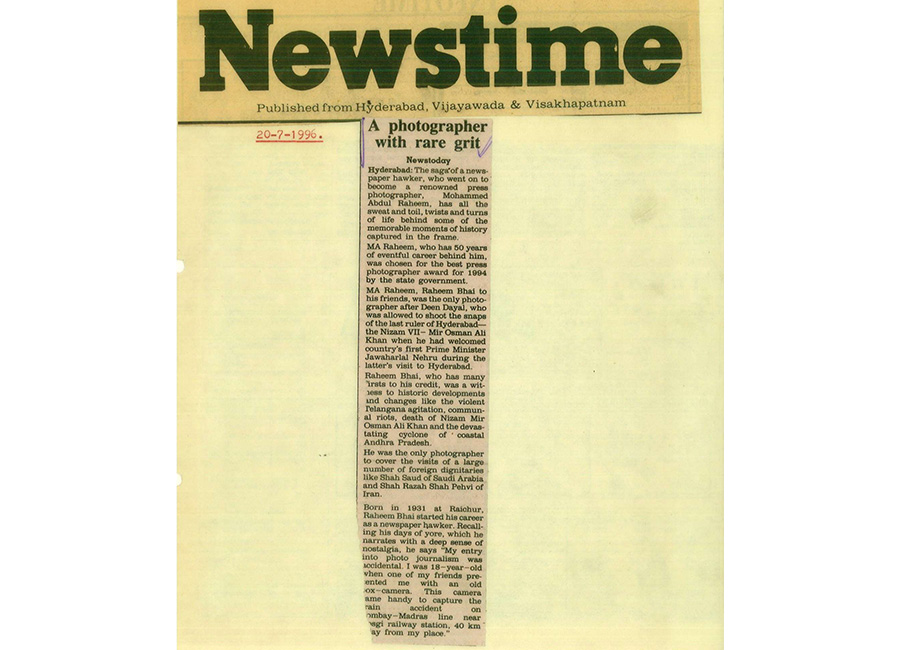 Newstime
Published from Hyderabad, Vijayawada & Visakhapatnam
20-7-1996.
A photographer
with rare grit
Newstoday
Hyderabad: The saga of a news-
paper hawker, who went on to
become a renowned press
photographer, Mohammed
Abdul Raheem, has all the
sweat and toil, twists and turns
of life behind some of the
memorable moments of history
captured in the frame.
MA Raheem, who has 50 years
of eventful career behind him,
was chosen for the best press
photographer award for 1994
by the state government.
MA Raheem, Raheem Bhai to
his friends, was the only photo-
grapher after Deen Dayal, who
was allowed to shoot the snaps
of the last ruler of Hyderabad—
the Nizam VII— Mir Osman Ali
Khan when he had welcomed
country's first Prime Minister
Jawaharlal Nehru during the
latter's visit to Hyderabad.
Raheem Bhai, who has many
irsts to his credit, was a wit-
ness to historic developments
and changes like the violent
Telangana agitation, commun-
al riots, death of Nizam Mir
Osman Ali Khan and the devas-
tating cyclone of coastal
Andhra Pradesh.
He was the only photographer
to cover the visits of a large
number of foreign dignitaries
like Shah Saud of Saudi Arabia
and Shah Razah Shah Pehvi of
Iran.
Born in 1931 at Raichur,
Raheem Bhai started his career
as a newspaper hawker. Recall-
ing his days of yore, which he
narrates with a deep sense of
nostalgia, he says "My entry
into photo journalism was
accidental. I was 18—year—old
when one of my friends pre-
ented me with an old
ox—camera. This camera
ame handy to capture the
rain accident on
ombay—Madras line near
railway station, 40 km
ay from my place."